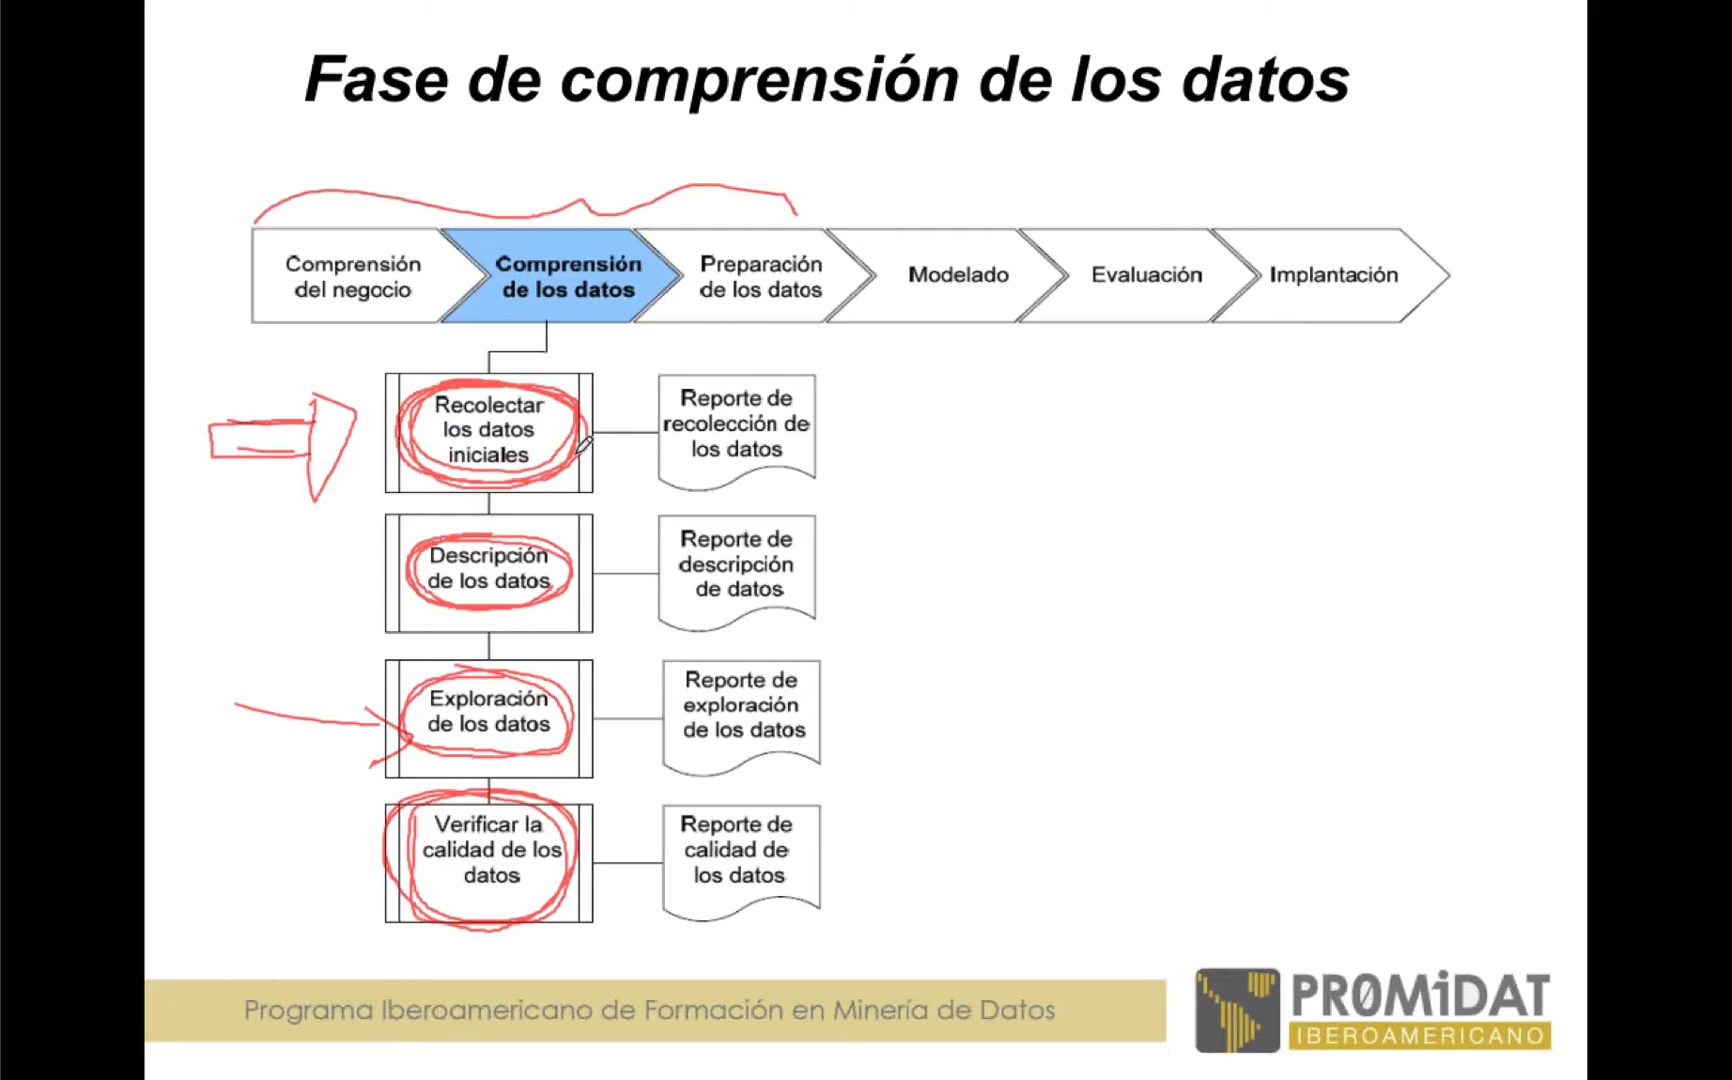 Fase de comprensión de los datos
Comprensión
del negocio
Comprensión
de los datos
Preparación
de los datos
Modelado
Evaluación
Implantación
Recolectar
los datos
iniciales
Reporte de
recolección de
los datos
Descripción
de los datos
Reporte de
descripción
de datos
Exploración
de los datos
Reporte de
exploración
de los datos
Verificar la
calidad de los
datos
Reporte de
calidad de
los datos
Programa Iberoamericano de Formación en Minería de Datos
PR0MiDAT
IBEROAMERICANO